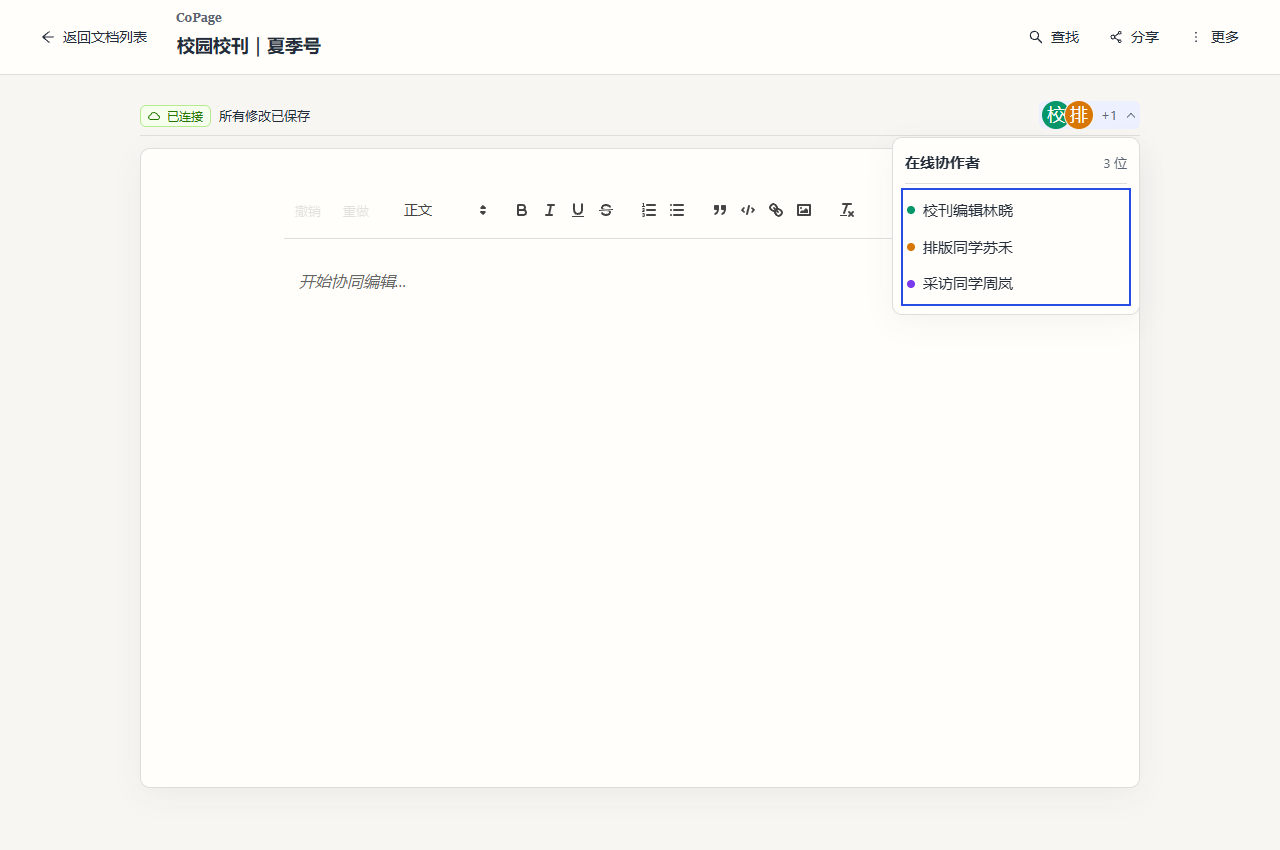 返回文档列表
CoPage
校园校刊｜夏季号
查找
分享
更多
已连接
所有修改已保存
校
排
+1
在线协作者
3 位
校刊编辑林晓
排版同学苏禾
采访同学周岚
撤销
重做
正文
开始协同编辑...